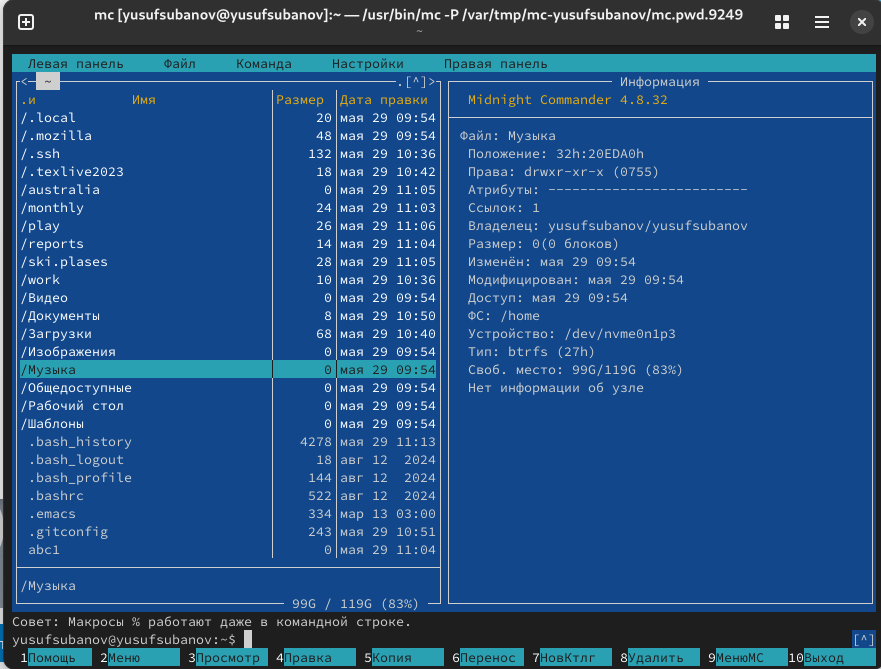 mc [yusufsubanov@yusufsubanov]:~ — /usr/bin/mc -P /var/tmp/mc-yusufsubanov/mc.pwd.9249
~
Левая панель Файл Команда Настройки Правая панель
<— ~ .[^]>
.и Имя Размер Дата правки
/.local 20 мая 29 09:54
/.mozilla 48 мая 29 09:54
/.ssh 132 мая 29 10:36
/.texlive2023 18 мая 29 10:42
/australia 0 мая 29 11:05
/monthly 24 мая 29 11:03
/play 26 мая 29 11:06
/reports 14 мая 29 11:04
/ski.plases 28 мая 29 11:05
/work 10 мая 29 10:36
/Видео 0 мая 29 09:54
/Документы 8 мая 29 10:50
/Загрузки 68 мая 29 10:40
/Изображения 0 мая 29 09:54
/Музыка 0 мая 29 09:54
/Общедоступные 0 мая 29 09:54
/Рабочий стол 0 мая 29 09:54
/Шаблоны 0 мая 29 09:54
.bash_history 4278 мая 29 11:13
.bash_logout 18 авг 12 2024
.bash_profile 144 авг 12 2024
.bashrc 522 авг 12 2024
.emacs 334 мар 13 03:00
.gitconfig 243 мая 29 10:51
abc1 0 мая 29 11:04
/Музыка
99G / 119G (83%)
Информация
Midnight Commander 4.8.32
Файл: Музыка
Положение: 32h:20EDA0h
Права: drwxr-xr-x (0755)
Атрибуты: -------------------------
Ссылок: 1
Владелец: yusufsubanov/yusufsubanov
Размер: 0(0 блоков)
Изменён: мая 29 09:54
Модифицирован: мая 29 09:54
Доступ: мая 29 09:54
ФС: /home
Устройство: /dev/nvme0n1p3
Тип: btrfs (27h)
Своб. место: 99G/119G (83%)
Нет информации об узле
Совет: Макросы % работают даже в командной строке.
yusufsubanov@yusufsubanov:~$ [^]
1Помощь 2Меню 3Просмотр 4Правка 5Копия 6Перенос 7НовКтлг 8Удалить 9МенюМС 10Выход